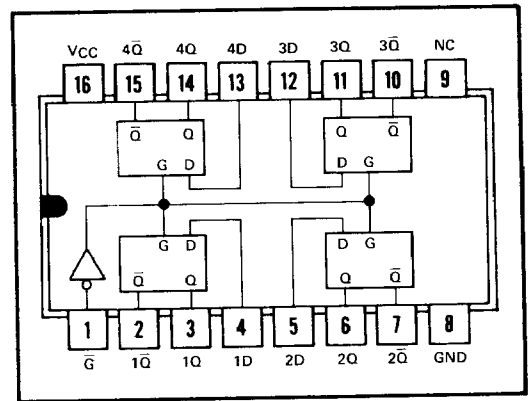 VCC 4Q̅ 4Q 4D 3D 3Q 3Q̅ NC
16 15 14 13 12 11 10 9
Q̅ Q Q Q̅
G D D G
G D D G
Q̅ Q Q Q̅
1 2 3 4 5 6 7 8
G̅ 1Q̅ 1Q 1D 2D 2Q 2Q̅ GND